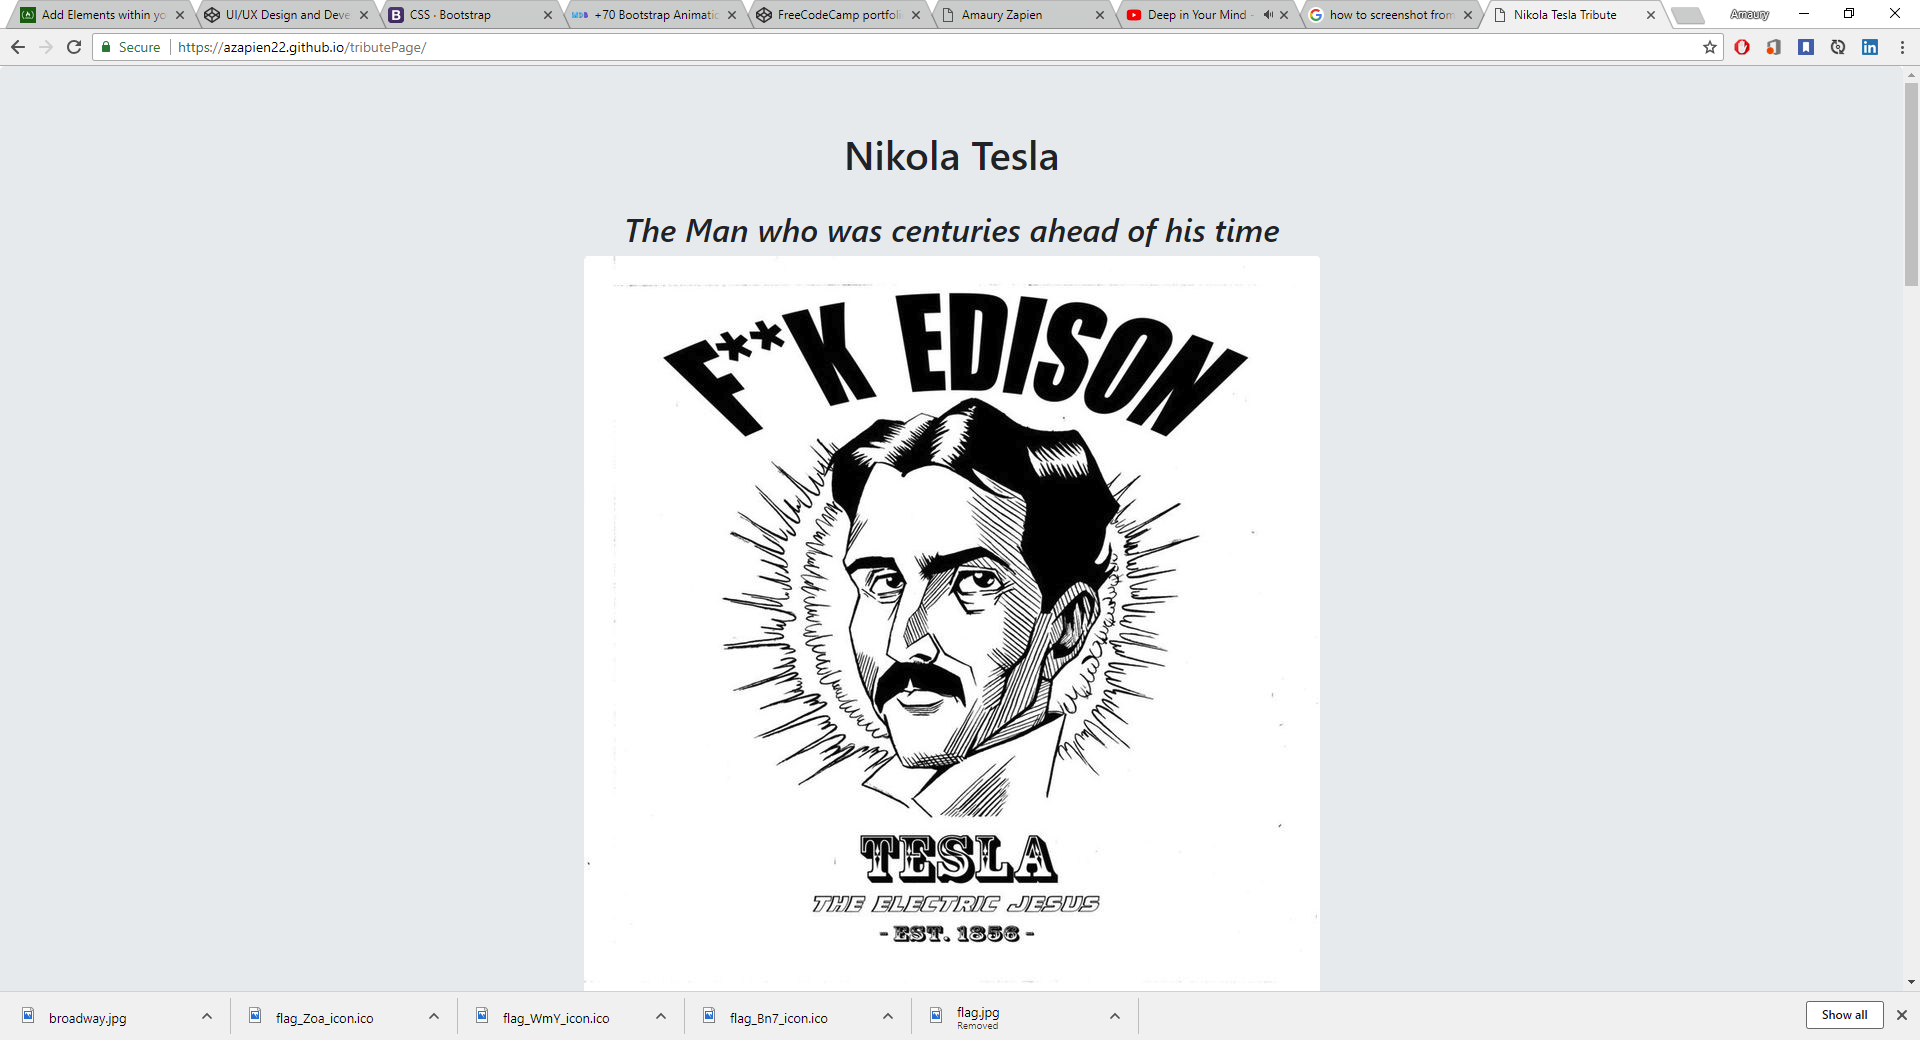 Add Elements within yo
UI/UX Design and Deve
CSS · Bootstrap
+70 Bootstrap Animatic
FreeCodeCamp portfoli
Amaury Zapien
Deep in Your Mind -
how to screenshot from
Nikola Tesla Tribute
Amaury
Secure
https://azapien22.github.io/tributePage/
Nikola Tesla
The Man who was centuries ahead of his time
F**K EDISON
TESLA
THE ELECTRIC JESUS
- EST. 1856 -
broadway.jpg
flag_Zoa_icon.ico
flag_WmY_icon.ico
flag_Bn7_icon.ico
flag.jpg
Removed
Show all